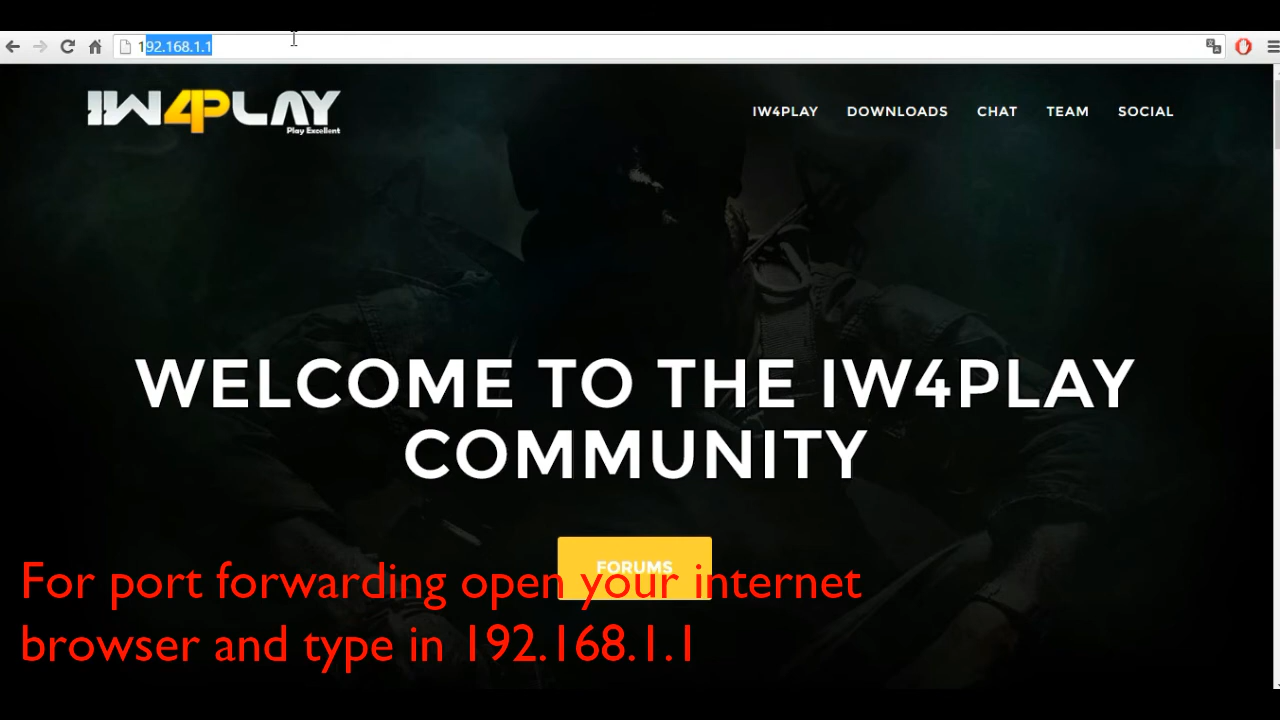 192.168.1.1
IW4PLAY
Play Excellent
IW4PLAY DOWNLOADS CHAT TEAM SOCIAL
WELCOME TO THE IW4PLAY
COMMUNITY
FORUMS
For port forwarding open your internet
browser and type in 192.168.1.1